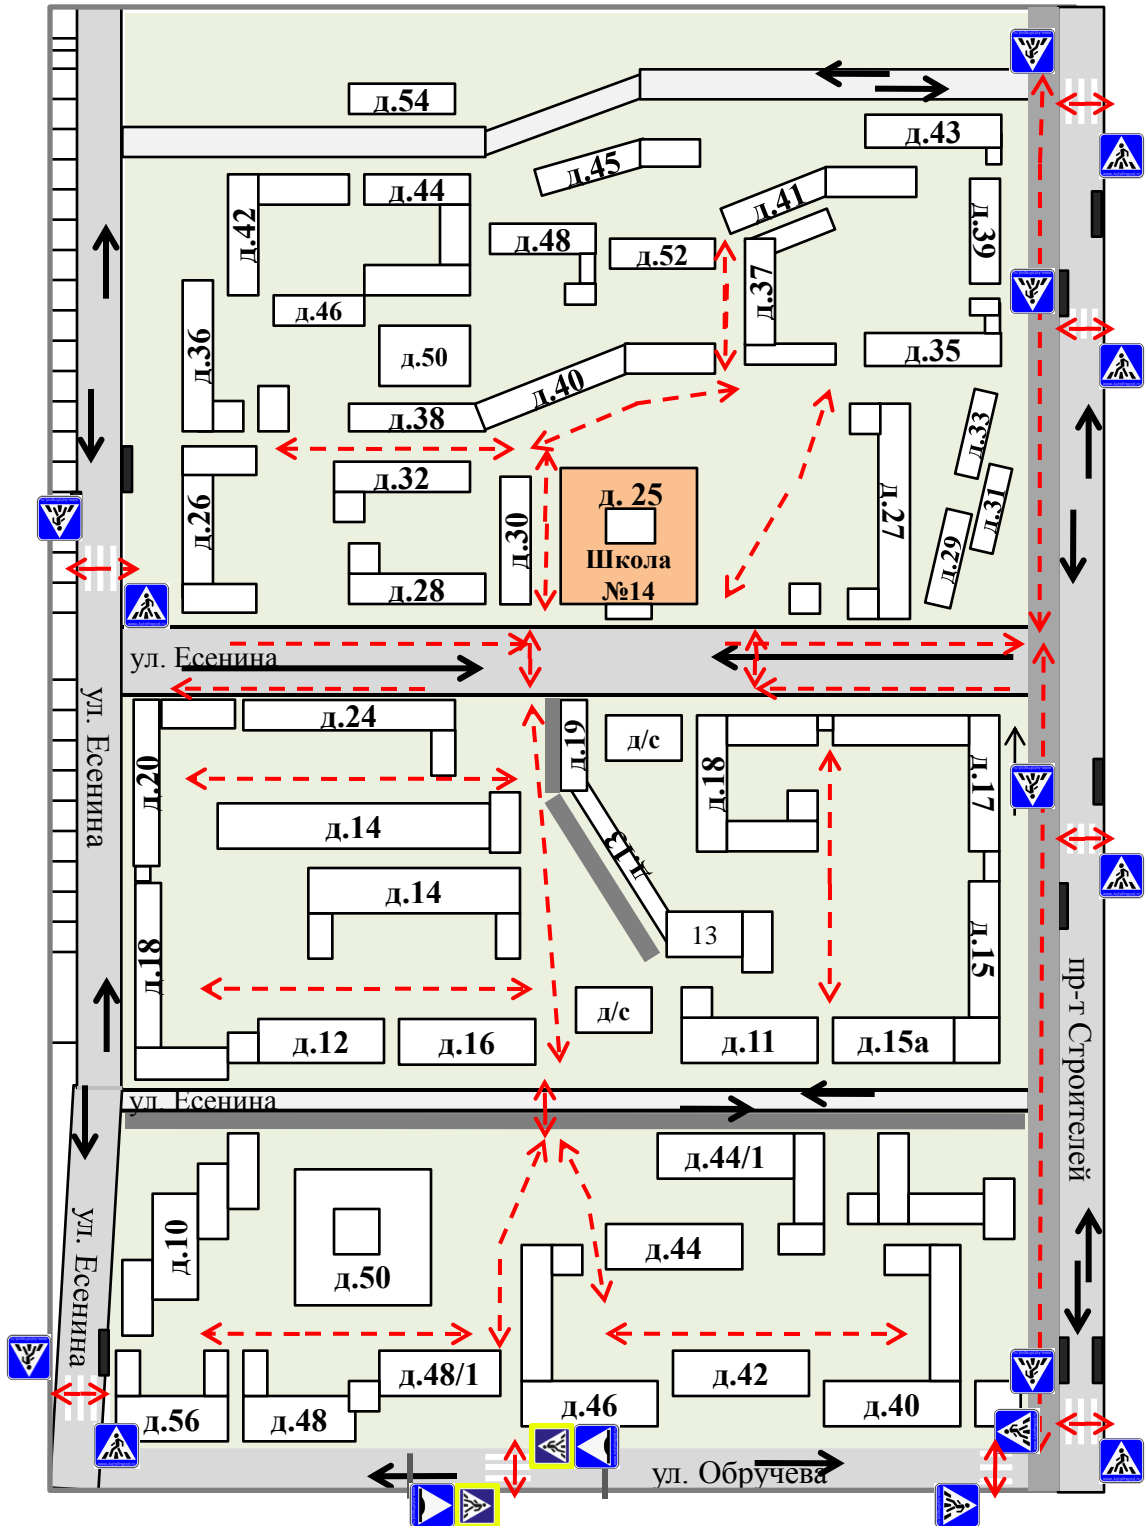 д.54
д.43
д.45
д.44
д.41
д.42
д.39
д.48
д.52
д.37
д.46
д.36
д.50
д.35
д.40
д.38
д.33
д.32
д.26
д.30
д. 25
Школа
№14
д.27
д.31
д.29
д.28
ул. Есенина
ул. Есенина
д.24
д.19
д/с
д.20
д.18
д.17
д.14
д.13
д.14
13
д.18
д.15
д/с
д.12
д.16
д.11
д.15а
пр-т Строителей
ул. Есенина
д.44/1
ул. Есенина
д.10
д.44
д.50
д.48/1
д.42
д.56
д.48
д.46
д.40
ул. Обручева